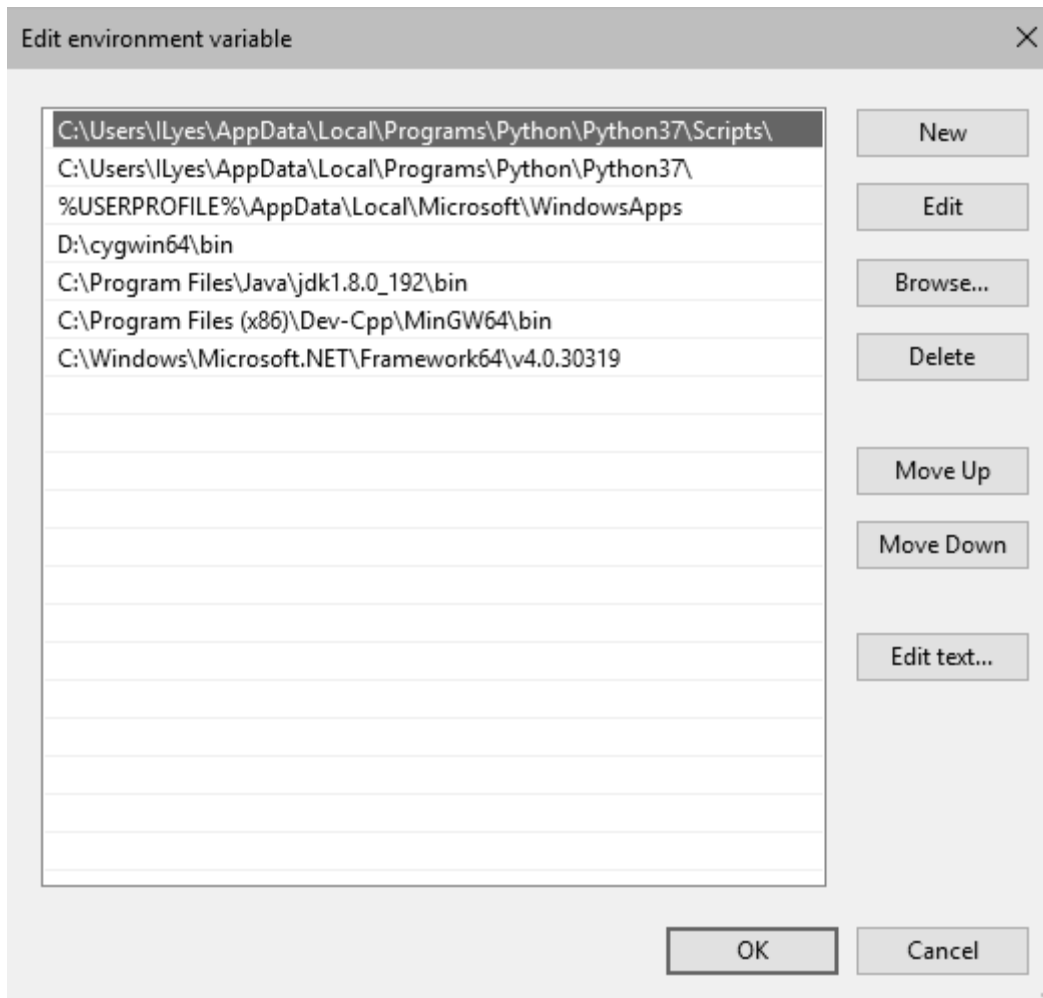 Edit environment variable
C:\Users\ILyes\AppData\Local\Programs\Python\Python37\Scripts\
C:\Users\ILyes\AppData\Local\Programs\Python\Python37\
%USERPROFILE%\AppData\Local\Microsoft\WindowsApps
D:\cygwin64\bin
C:\Program Files\Java\jdk1.8.0_192\bin
C:\Program Files (x86)\Dev-Cpp\MinGW64\bin
C:\Windows\Microsoft.NET\Framework64\v4.0.30319
New
Edit
Browse...
Delete
Move Up
Move Down
Edit text...
OK
Cancel